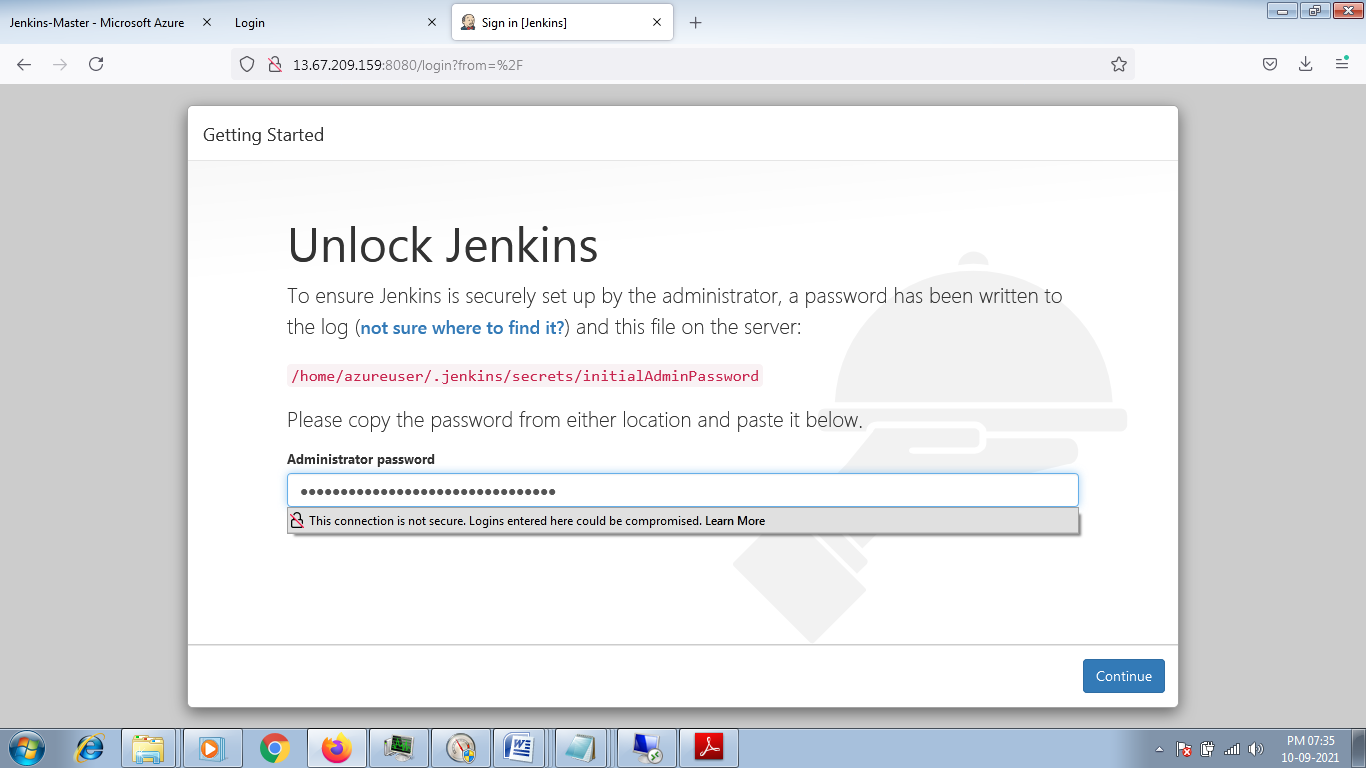 Jenkins-Master - Microsoft Azure
Login
Sign in [Jenkins]
13.67.209.159:8080/login?from=%2F
Getting Started
Unlock Jenkins
To ensure Jenkins is securely set up by the administrator, a password has been written to
the log (not sure where to find it?) and this file on the server:
/home/azureuser/.jenkins/secrets/initialAdminPassword
Please copy the password from either location and paste it below.
Administrator password
••••••••••••••••••••••••••••••••
This connection is not secure. Logins entered here could be compromised. Learn More
Continue
PM 07:35
10-09-2021